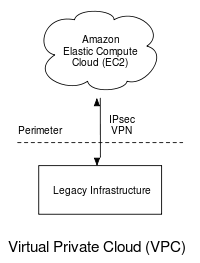 Amazon
Elastic Compute
Cloud (EC2)
IPsec
VPN
Perimeter
Legacy Infrastructure
Virtual Private Cloud (VPC)